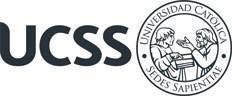 UCSS
UNIVERSIDAD CATÓLICA
SEDES SAPIENTIAE